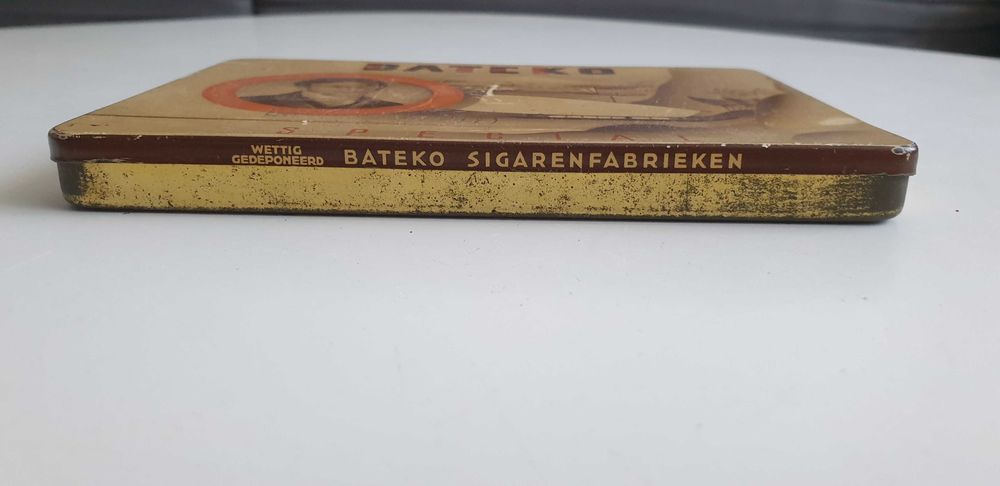 BATEKO
SPECIAL
WETTIG
GEDEPONEERD
BATEKO SIGARENFABRIEKEN